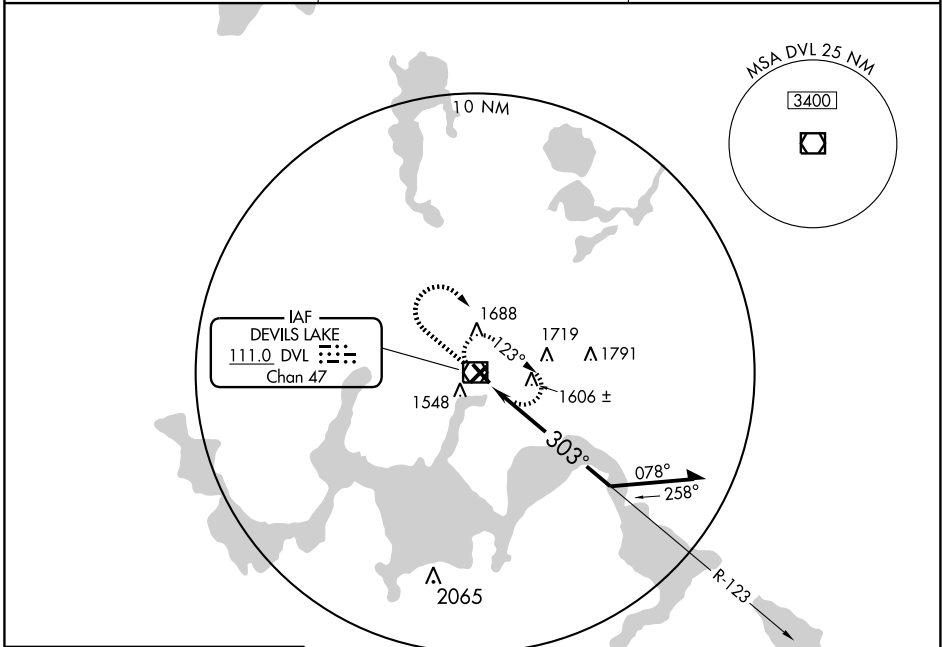 MSA DVL 25 NM
3400
10 NM
IAF
DEVILS LAKE
111.0 DVL
Chan 47
1688
1719
1791
123°
1606 ±
1548
303°
078°
258°
R-123
2065